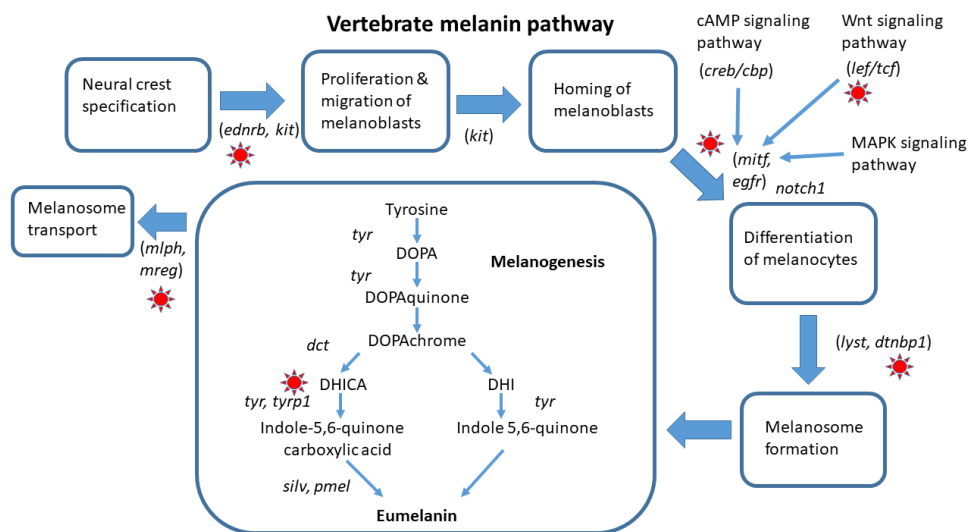 Vertebrate melanin pathway
Neural crest
specification
(ednrb, kit)
Proliferation &
migration of
melanoblasts
(kit)
Homing of
melanoblasts
cAMP signaling
pathway
(creb/cbp)
Wnt signaling
pathway
(lef/tcf)
MAPK signaling
pathway
(mitf,
egfr)
notch1
Differentiation
of melanocytes
(lyst, dtnbp1)
Melanosome
formation
Melanogenesis
Tyrosine
tyr
DOPA
tyr
DOPAquinone
DOPAchrome
dct
DHICA
DHI
tyr, tyrp1
tyr
Indole-5,6-quinone
carboxylic acid
Indole 5,6-quinone
silv, pmel
Eumelanin
Melanosome
transport
(mlph,
mreg)